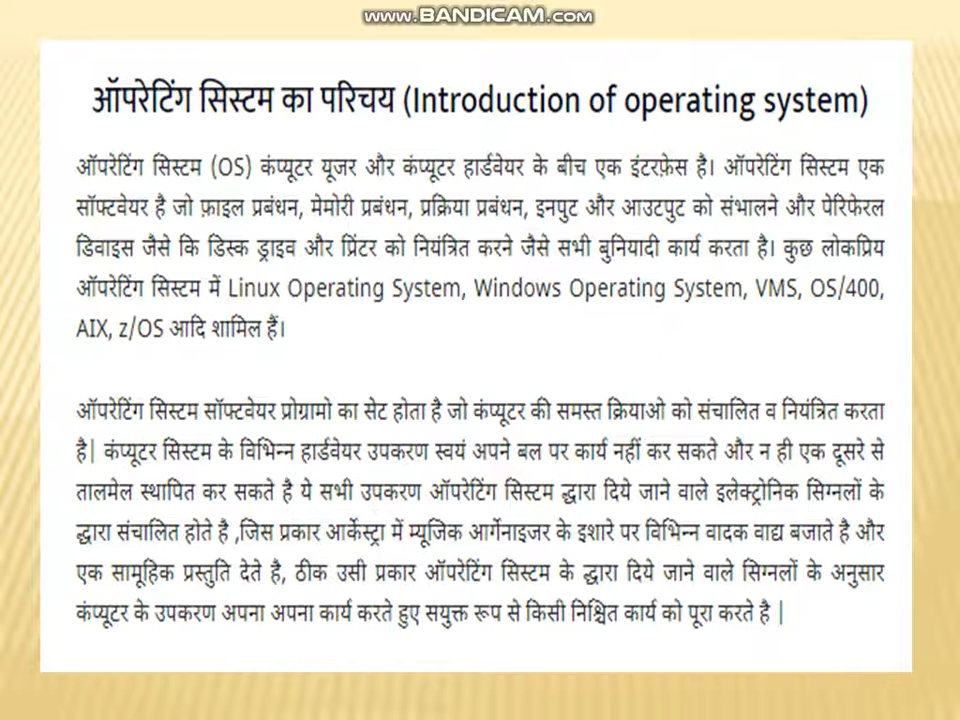 www.BANDICAM.com
ऑपरेटिंग सिस्टम का परिचय (Introduction of operating system)
ऑपरेटिंग सिस्टम (OS) कंप्यूटर यूजर और कंप्यूटर हार्डवेयर के बीच एक इंटरफ़ेस है। ऑपरेटिंग सिस्टम एक
सॉफ्टवेयर है जो फ़ाइल प्रबंधन, मेमोरी प्रबंधन, प्रक्रिया प्रबंधन, इनपुट और आउटपुट को संभालने और पेरिफेरल
डिवाइस जैसे कि डिस्क ड्राइव और प्रिंटर को नियंत्रित करने जैसे सभी बुनियादी कार्य करता है। कुछ लोकप्रिय
ऑपरेटिंग सिस्टम में Linux Operating System, Windows Operating System, VMS, OS/400,
AIX, z/OS आदि शामिल हैं।
ऑपरेटिंग सिस्टम सॉफ्टवेयर प्रोग्रामो का सेट होता है जो कंप्यूटर की समस्त क्रियाओ को संचालित व नियंत्रित करता
है| कंप्यूटर सिस्टम के विभिन्न हार्डवेयर उपकरण स्वयं अपने बल पर कार्य नहीं कर सकते और न ही एक दूसरे से
तालमेल स्थापित कर सकते है ये सभी उपकरण ऑपरेटिंग सिस्टम द्धारा दिये जाने वाले इलेक्ट्रोनिक सिग्नलों के
द्धारा संचालित होते है ,जिस प्रकार आर्केस्ट्रा में म्यूजिक आर्गेनाइजर के इशारे पर विभिन्न वादक वाद्य बजाते है और
एक सामूहिक प्रस्तुति देते है, ठीक उसी प्रकार ऑपरेटिंग सिस्टम के द्धारा दिये जाने वाले सिग्नलों के अनुसार
कंप्यूटर के उपकरण अपना अपना कार्य करते हुए सयुक्त रूप से किसी निश्चित कार्य को पूरा करते है |